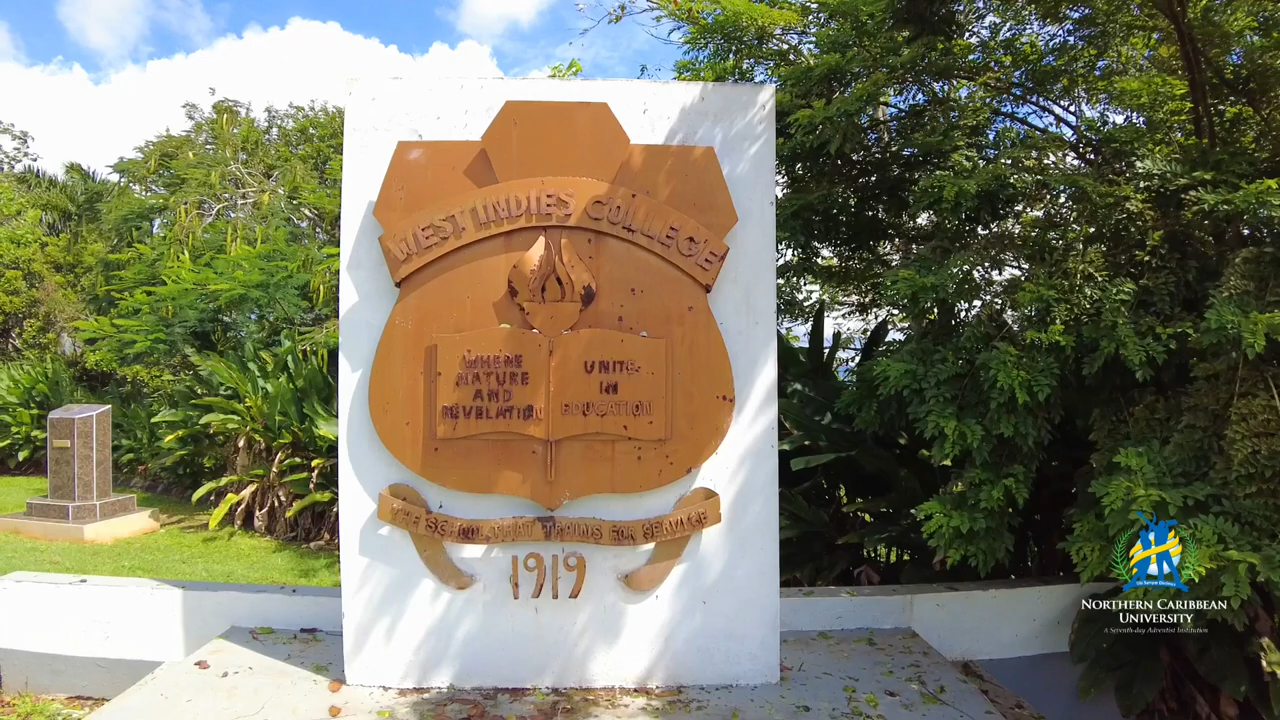 WEST INDIES COLLEGE
WHERE
NATURE
AND
REVELATION
UNITE
IN
EDUCATION
THE SCHOOL THAT TRAINS FOR SERVICE
1919
NORTHERN CARIBBEAN
UNIVERSITY
A Seventh-day Adventist Institution